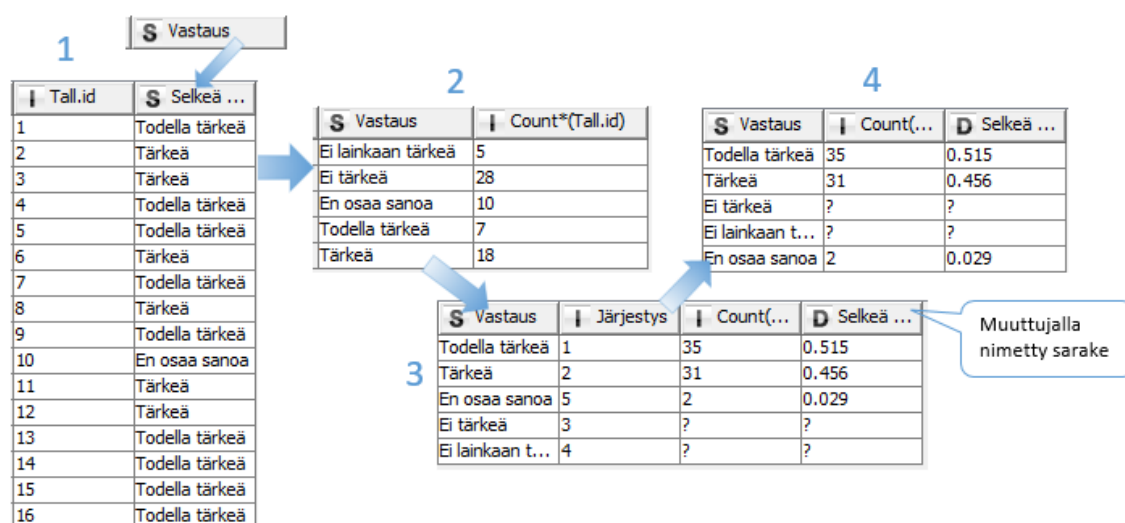 S Vastaus
1
I Tall.id S Selkeä ...
1 Todella tärkeä
2 Tärkeä
3 Tärkeä
4 Todella tärkeä
5 Todella tärkeä
6 Tärkeä
7 Todella tärkeä
8 Tärkeä
9 Todella tärkeä
10 En osaa sanoa
11 Tärkeä
12 Tärkeä
13 Todella tärkeä
14 Todella tärkeä
15 Todella tärkeä
16 Todella tärkeä
2
S Vastaus I Count*(Tall.id)
Ei lainkaan tärkeä 5
Ei tärkeä 28
En osaa sanoa 10
Todella tärkeä 7
Tärkeä 18
3
S Vastaus I Järjestys I Count(... D Selkeä ...
Todella tärkeä 1 35 0.515
Tärkeä 2 31 0.456
En osaa sanoa 5 2 0.029
Ei tärkeä 3 ? ?
Ei lainkaan t... 4 ? ?
Muuttujalla
nimetty sarake
4
S Vastaus I Count(... D Selkeä ...
Todella tärkeä 35 0.515
Tärkeä 31 0.456
Ei tärkeä ? ?
Ei lainkaan t... ? ?
En osaa sanoa 2 0.029